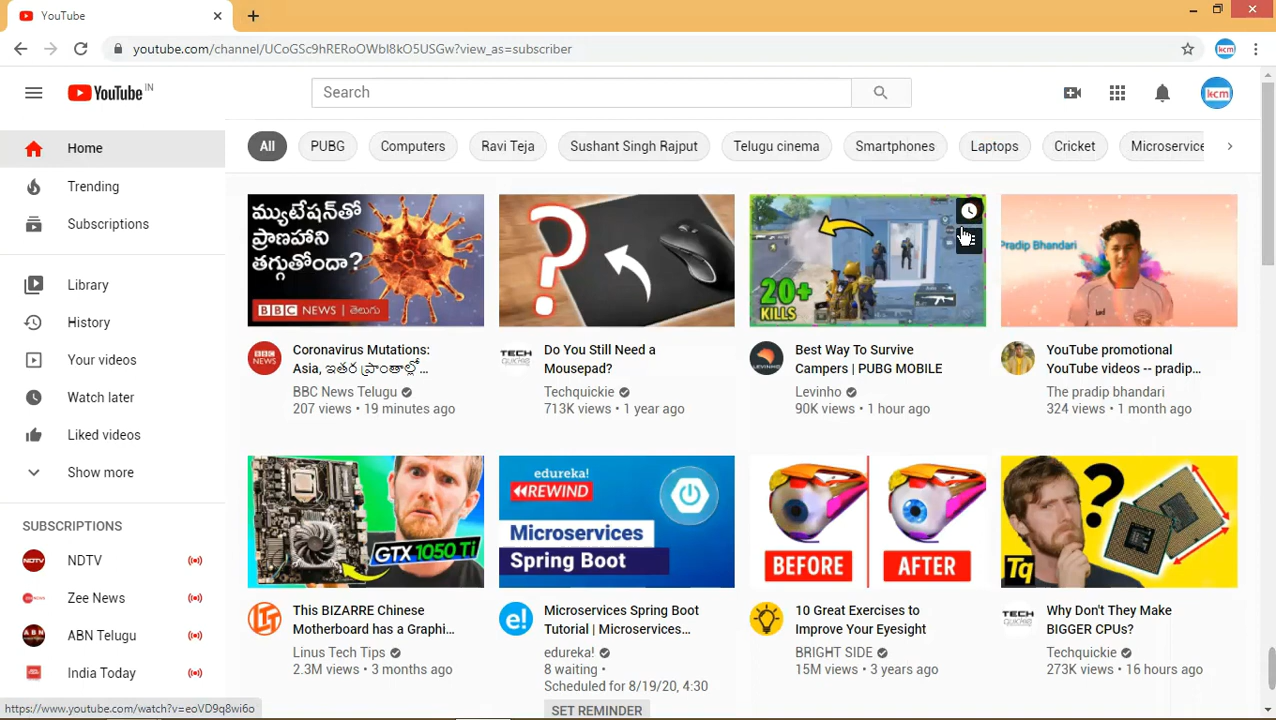 YouTube
youtube.com/channel/UCoGSc9hRERoOWbI8kO5USGw?view_as=subscriber
kcm
YouTube IN
Search
kcm
Home
Trending
Subscriptions
Library
History
Your videos
Watch later
Liked videos
Show more
SUBSCRIPTIONS
NDTV
Zee News
ABN Telugu
India Today
All
PUBG
Computers
Ravi Teja
Sushant Singh Rajput
Telugu cinema
Smartphones
Laptops
Cricket
Microservice
మ్యుటేషన్‌తో
ప్రాణహాని
తగ్గుతోందా?
BBC NEWS | తెలుగు
Coronavirus Mutations:
Asia, ఇతర ప్రాంతాల్లో...
BBC News Telugu
207 views • 19 minutes ago
?
TECH
Do You Still Need a
Mousepad?
Techquickie
713K views • 1 year ago
20+
KILLS
LEVINHO
Best Way To Survive
Campers | PUBG MOBILE
Levinho
90K views • 1 hour ago
Pradip Bhandari
YouTube promotional
YouTube videos -- pradip...
The pradip bhandari
324 views • 1 month ago
GTX 1050 Ti
This BIZARRE Chinese
Motherboard has a Graphi...
Linus Tech Tips
2.3M views • 3 months ago
edureka!
REWIND
Microservices
Spring Boot
e!
Microservices Spring Boot
Tutorial | Microservices...
edureka!
8 waiting •
Scheduled for 8/19/20, 4:30
SET REMINDER
BEFORE
AFTER
10 Great Exercises to
Improve Your Eyesight
BRIGHT SIDE
15M views • 3 years ago
?
Tq
TECH
Why Don't They Make
BIGGER CPUs?
Techquickie
273K views • 16 hours ago
https://www.youtube.com/watch?v=eoVD9q8wi6o